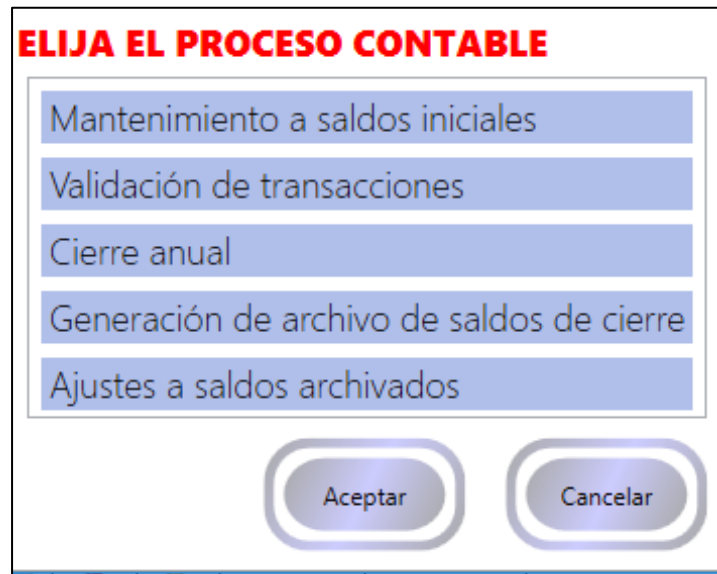 ELIJA EL PROCESO CONTABLE
Mantenimiento a saldos iniciales
Validación de transacciones
Cierre anual
Generación de archivo de saldos de cierre
Ajustes a saldos archivados
Aceptar
Cancelar